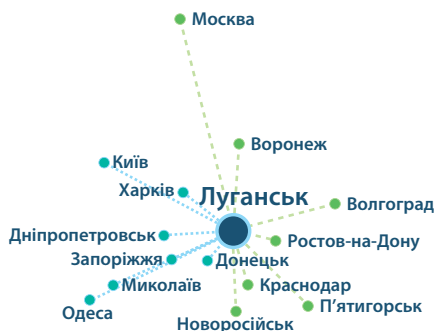 Москва
Воронеж
Київ
Харків
Луганськ
Волгоград
Дніпропетровськ
Ростов-на-Дону
Запоріжжя
Донецьк
Миколаїв
Краснодар
Одеса
П'ятигорськ
Новоросійськ